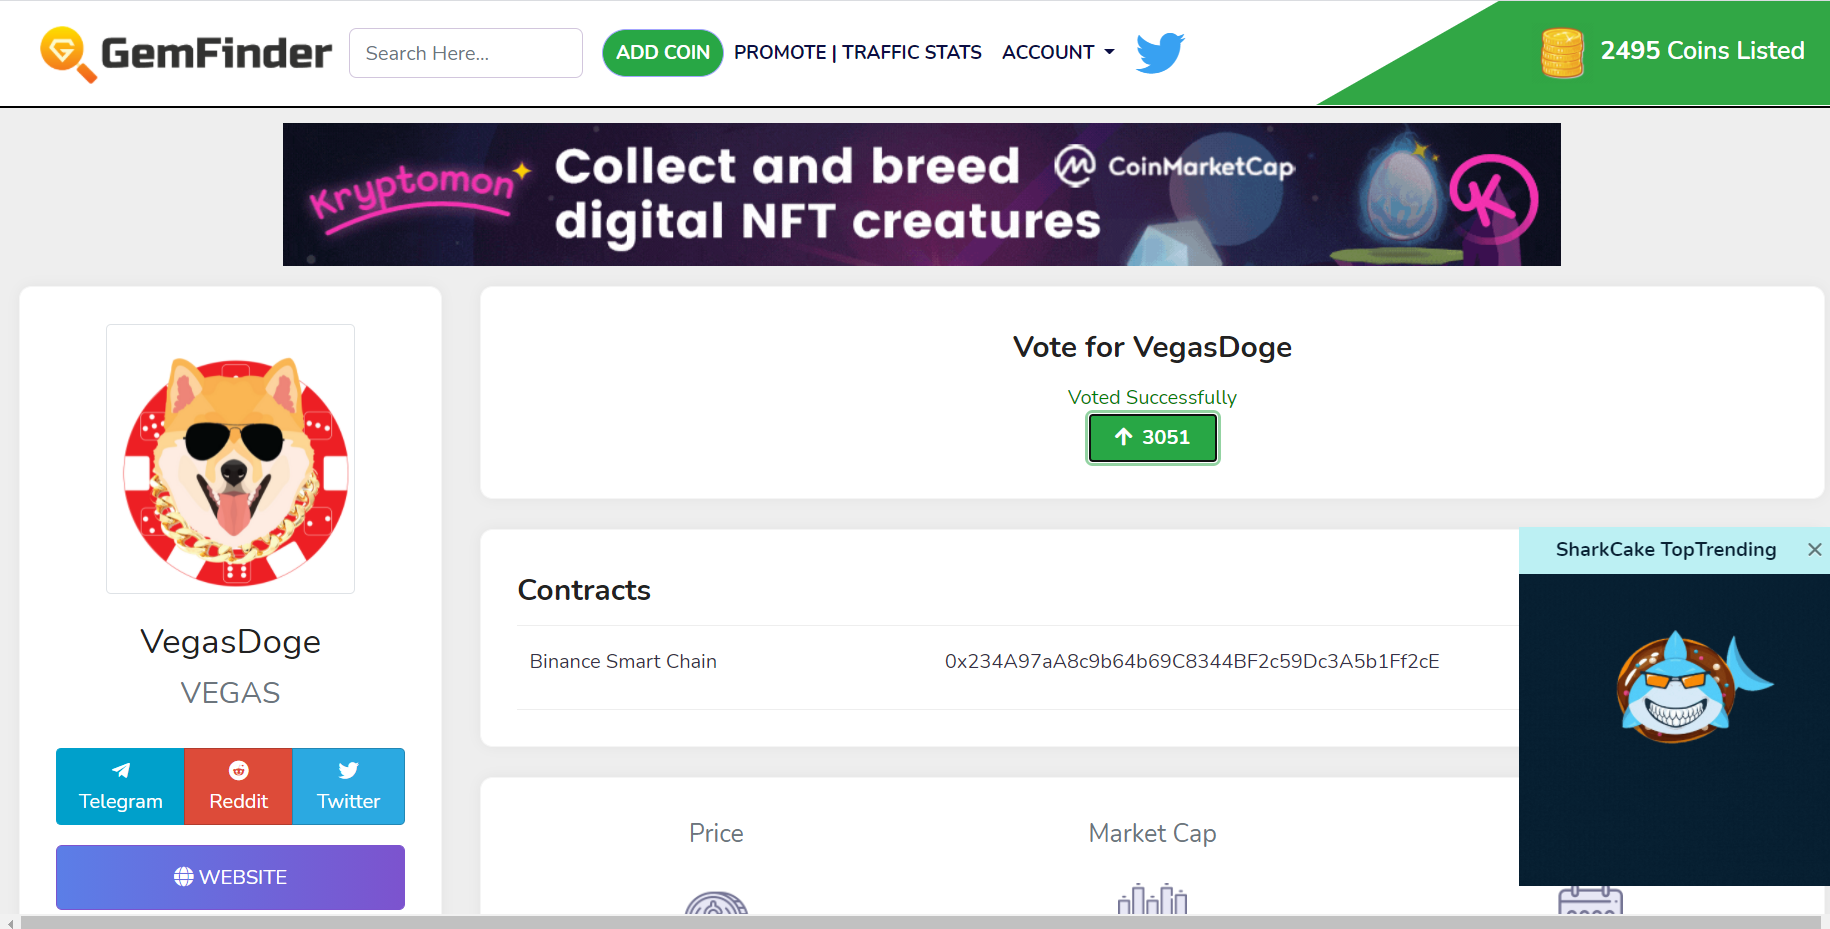 GemFinder
Search Here...
ADD COIN
PROMOTE | TRAFFIC STATS
ACCOUNT
2495 Coins Listed
Kryptomon
Collect and breed
digital NFT creatures
CoinMarketCap
VegasDoge
VEGAS
Telegram
Reddit
Twitter
WEBSITE
Vote for VegasDoge
Voted Successfully
3051
Contracts
Binance Smart Chain
0x234A97aA8c9b64b69C8344BF2c59Dc3A5b1Ff2cE
Price
Market Cap
SharkCake TopTrending